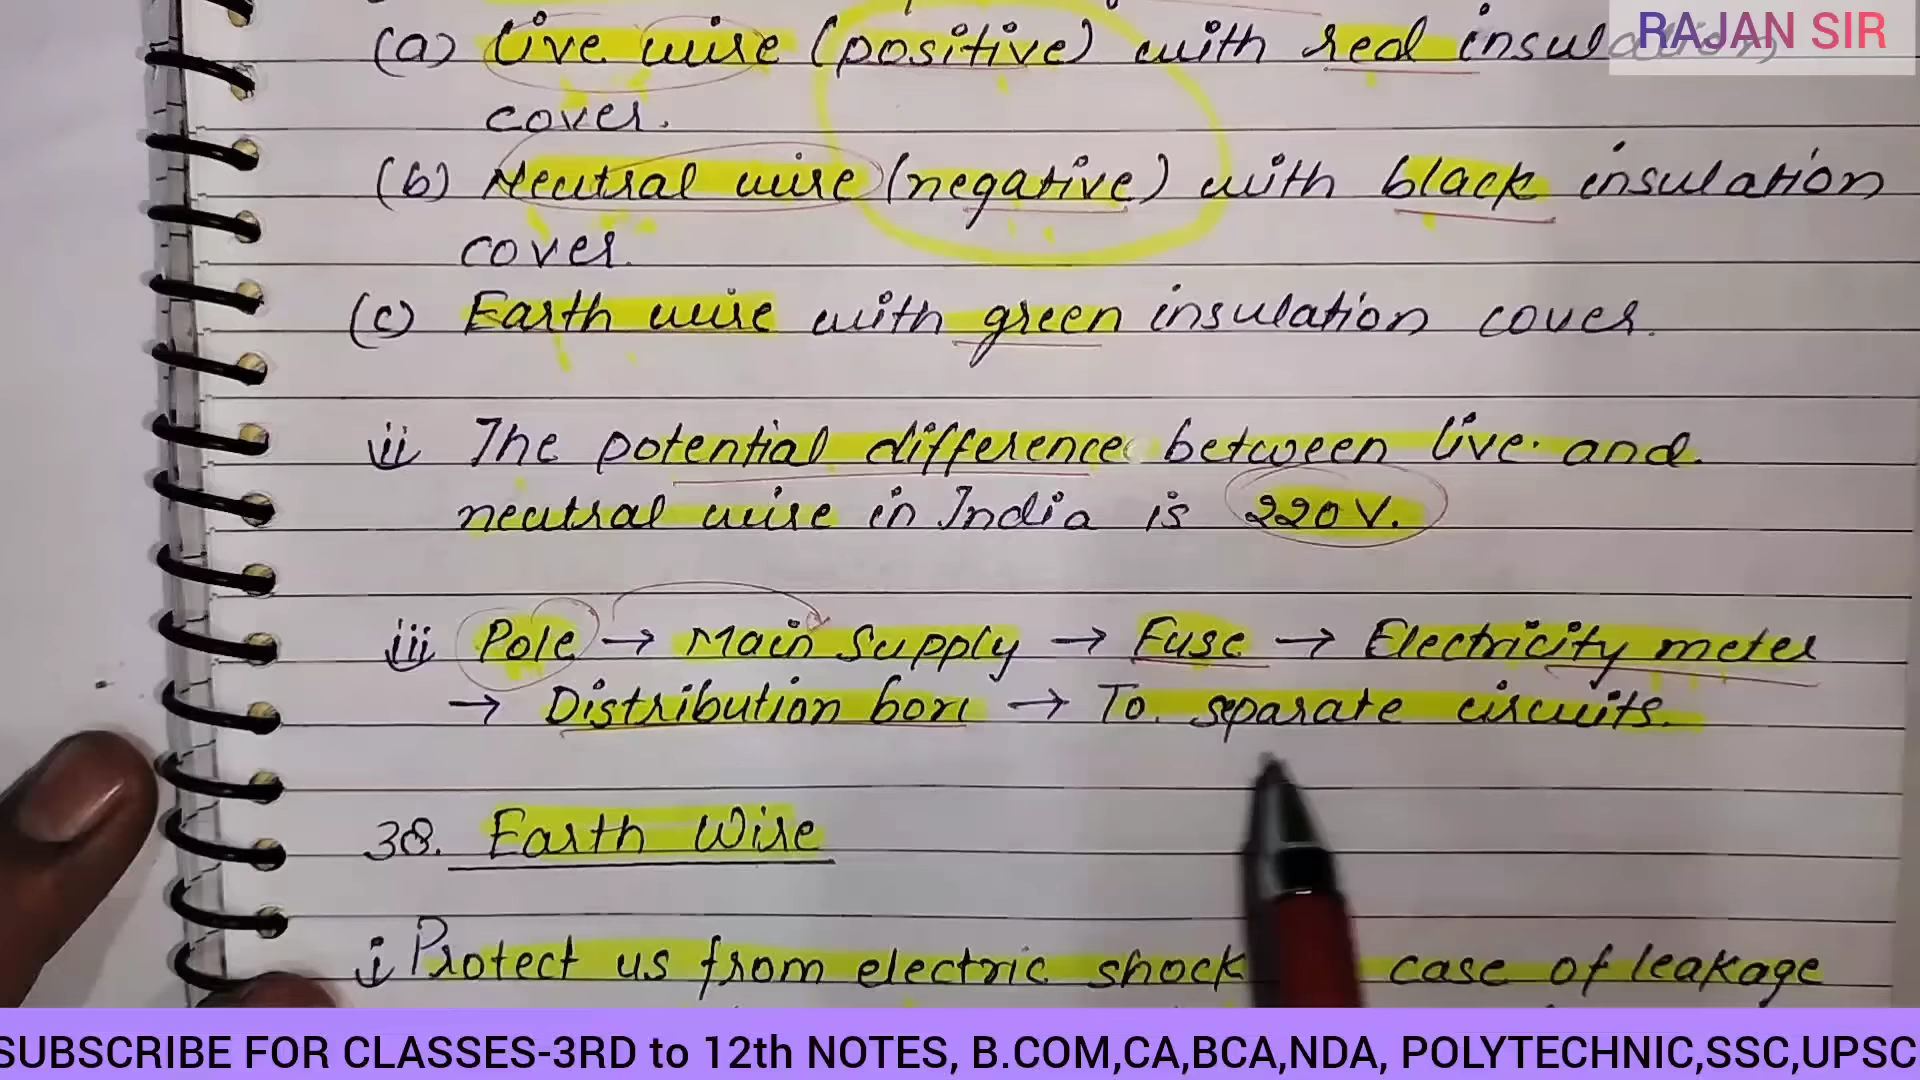 RAJAN SIR
(a) Live wire (positive) with red insulation
cover.
(b) Neutral wire (negative) with black insulation
cover.
(c) Earth wire with green insulation cover.
ii The potential difference between live and
neutral wire in India is 220 V.
iii Pole → Main supply → Fuse → Electricity meter
→ Distribution box → To separate circuits.
38. Earth Wire
i Protect us from electric shock case of leakage
SUBSCRIBE FOR CLASSES-3RD to 12th NOTES, B.COM,CA,BCA,NDA, POLYTECHNIC,SSC,UPSC